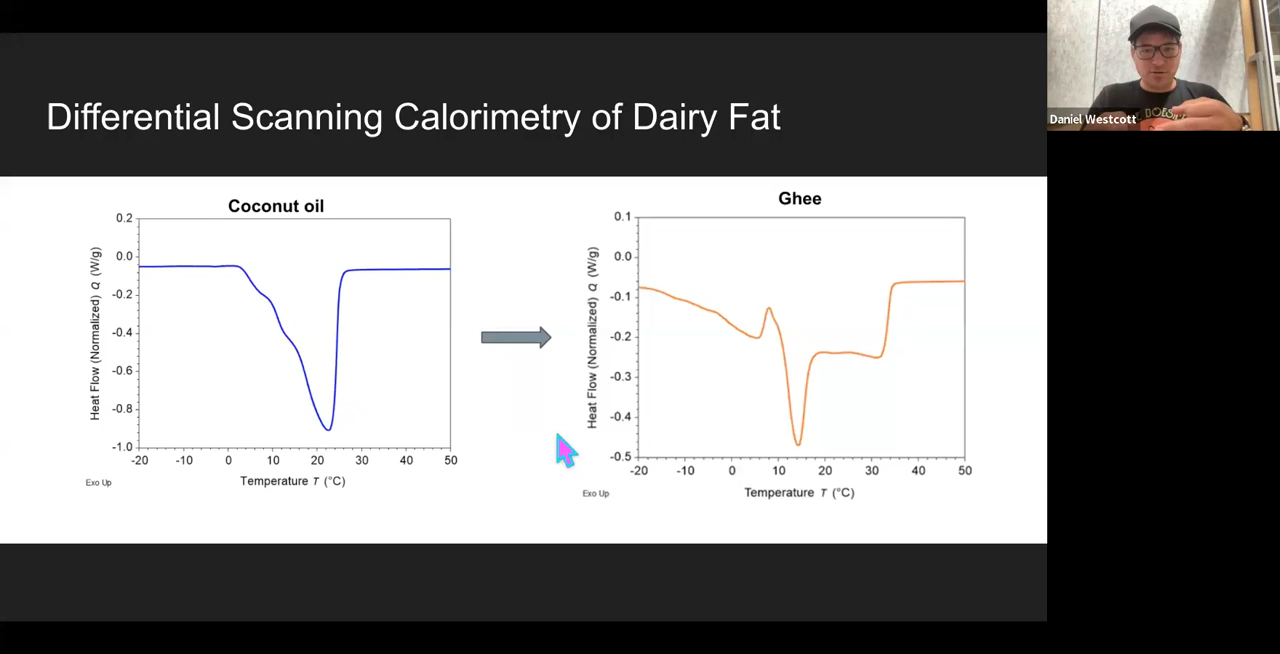 Differential Scanning Calorimetry of Dairy Fat
Daniel Westcott
Coconut oil
0.2
0.0
-0.2
-0.4
-0.6
-0.8
-1.0
Heat Flow (Normalized) Q (W/g)
-20 -10 0 10 20 30 40 50
Temperature T (°C)
Exo Up
Ghee
0.1
0.0
-0.1
-0.2
-0.3
-0.4
-0.5
Heat Flow (Normalized) Q (W/g)
-20 -10 0 10 20 30 40 50
Temperature T (°C)
Exo Up